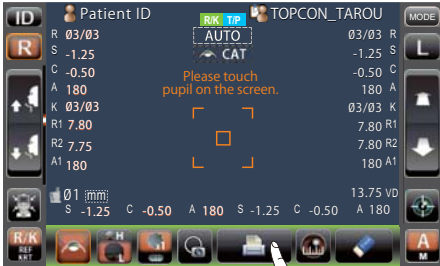 ID Patient ID R/K T/P TOPCON_TAROU MODE
R R 03/03 AUTO 03/03 R L
S -1.25 CAT -1.25 S
C -0.50 -0.50 C
A 180 Please touch 180 A
K 03/03 pupil on the screen. 03/03 K
R1 7.80 7.80 R1
R2 7.75 7.80 R2
A1 180 180 A1
01 mm 13.75 VD
S -1.25 C -0.50 A 180 S -1.25 C -0.50 A 180
R/K H A
REF M
KRT